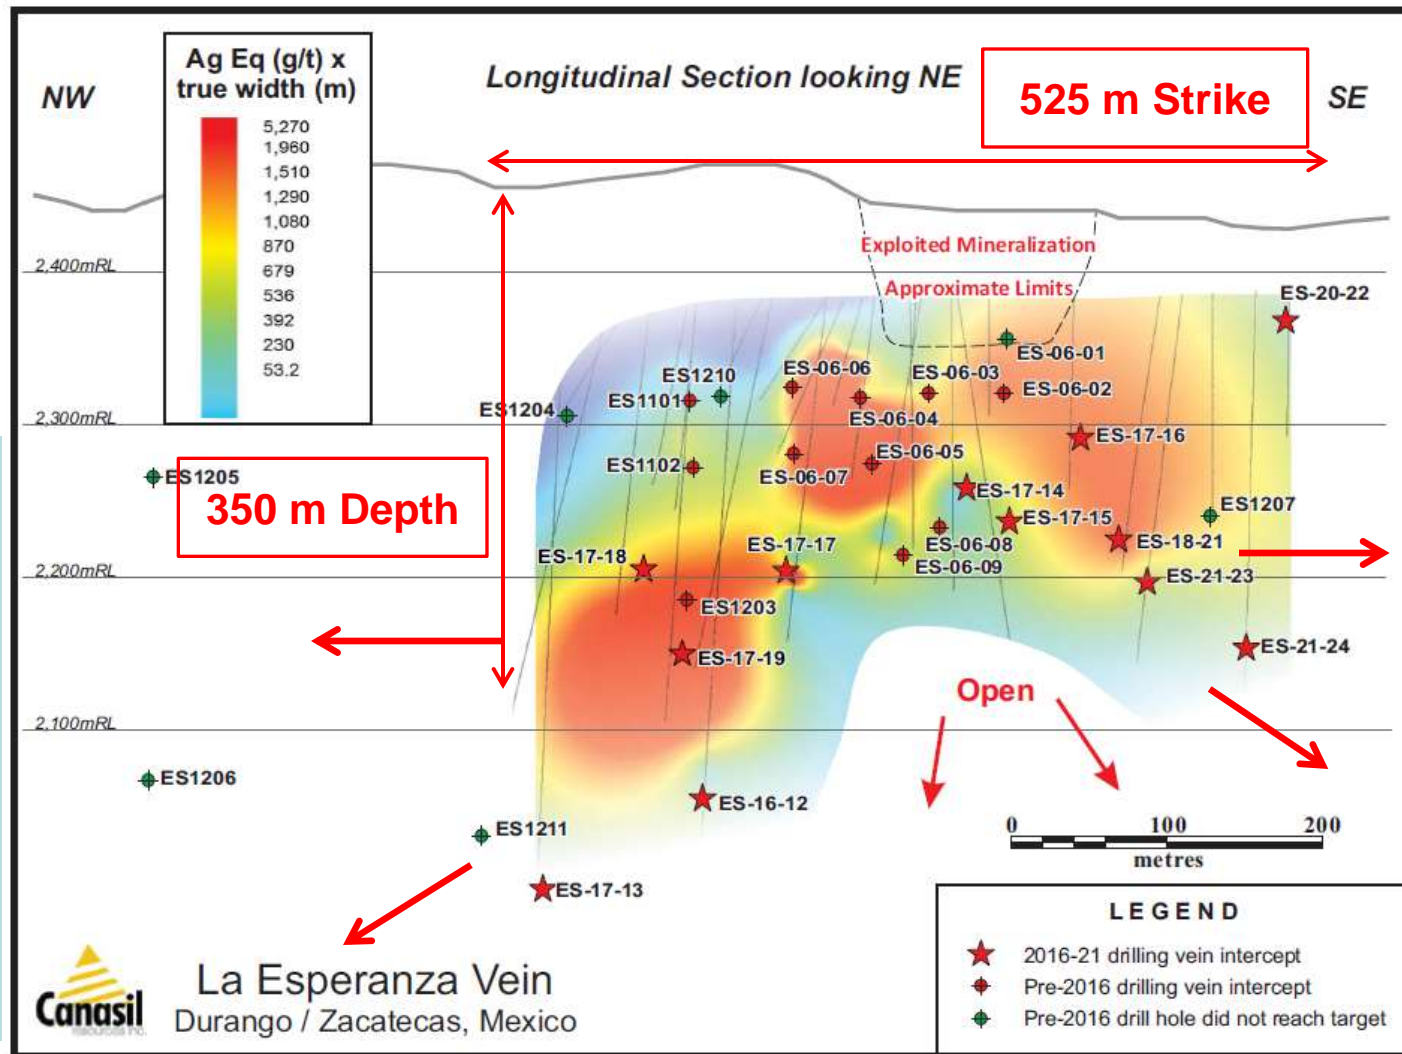 Ag Eq (g/t) x
true width (m)
5,270
1,960
1,510
1,290
1,080
870
679
536
392
230
53.2
NW
Longitudinal Section looking NE
525 m Strike
SE
Exploited Mineralization
Approximate Limits
2,400mRL
ES-20-22
ES-06-01
ES-06-06
ES-06-03
ES-06-02
ES1210
ES1101
ES1204
ES-06-04
2,300mRL
ES-17-16
ES-06-05
ES1102
ES-06-07
ES1205
350 m Depth
ES-17-14
ES1207
ES-17-15
ES-06-08
ES-18-21
ES-17-18
ES-17-17
ES-06-09
2,200mRL
ES-21-23
ES1203
ES-17-19
ES-21-24
Open
2,100mRL
ES1206
ES-16-12
ES1211
0 100 200
metres
ES-17-13
LEGEND
2016-21 drilling vein intercept
Pre-2016 drilling vein intercept
Pre-2016 drill hole did not reach target
Canasil
resources inc.
La Esperanza Vein
Durango / Zacatecas, Mexico